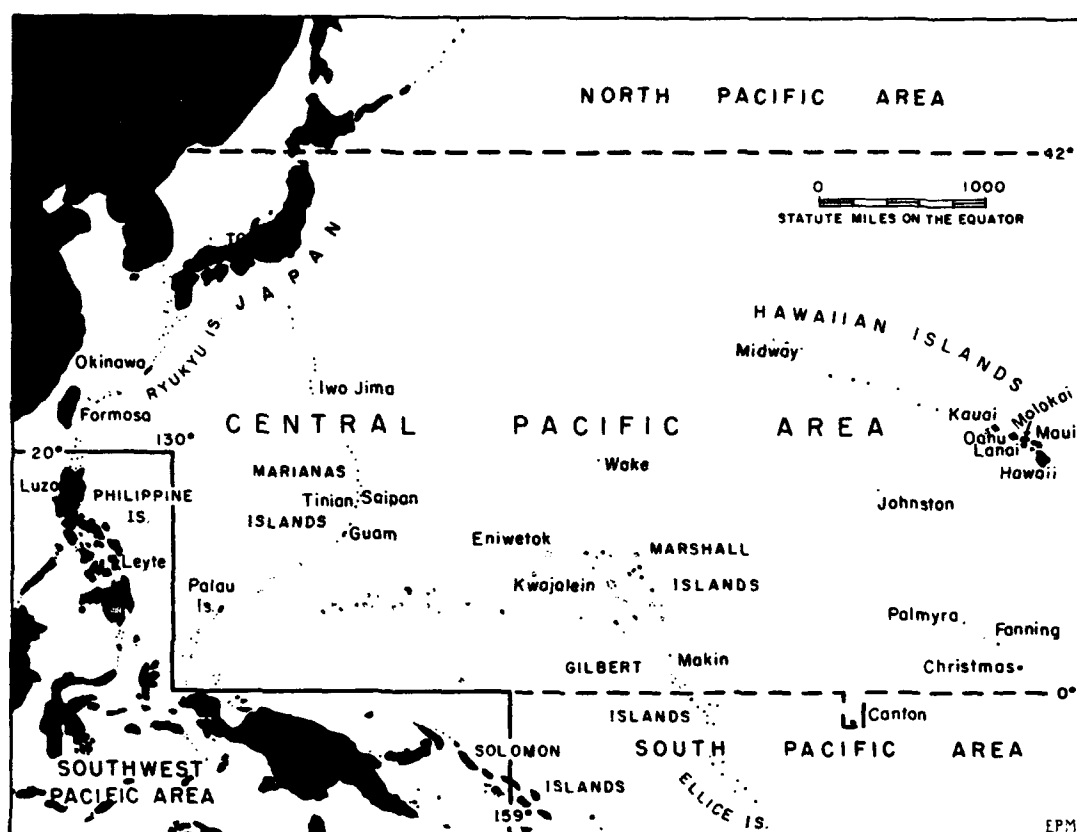 NORTH PACIFIC AREA
42°
0 1000
STATUTE MILES ON THE EQUATOR
JAPAN
HAWAIIAN ISLANDS
Midway
Okinawa
RYUKYU IS.
Iwo Jima
Formosa
Kauai
Molokai
Oahu
Maui
Lanai
Hawaii
CENTRAL PACIFIC AREA
20°
130°
Wake
MARIANAS
ISLANDS
Tinian
Saipan
Guam
Johnston
PHILIPPINE
IS.
Leyte
Eniwetok
MARSHALL
ISLANDS
Kwajalein
Palau
Is.
Palmyra
Fanning
Christmas
GILBERT
ISLANDS
Makin
0°
Canton
SOLOMON
ISLANDS
SOUTH PACIFIC AREA
SOUTHWEST
PACIFIC AREA
159°
ELLICE IS.
EPM